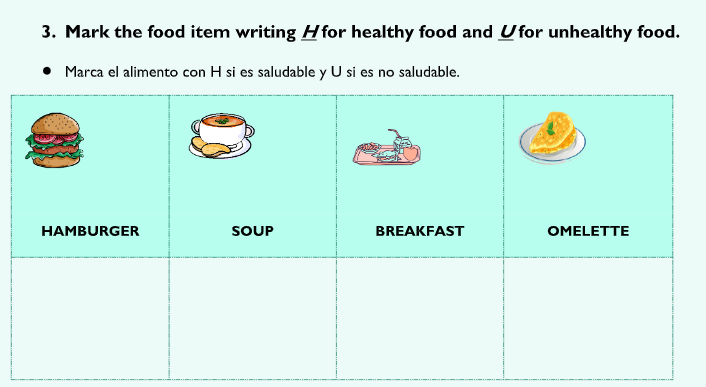 3. Mark the food item writing H for healthy food and U for unhealthy food.
● Marca el alimento con H si es saludable y U si es no saludable.
HAMBURGER SOUP BREAKFAST OMELETTE